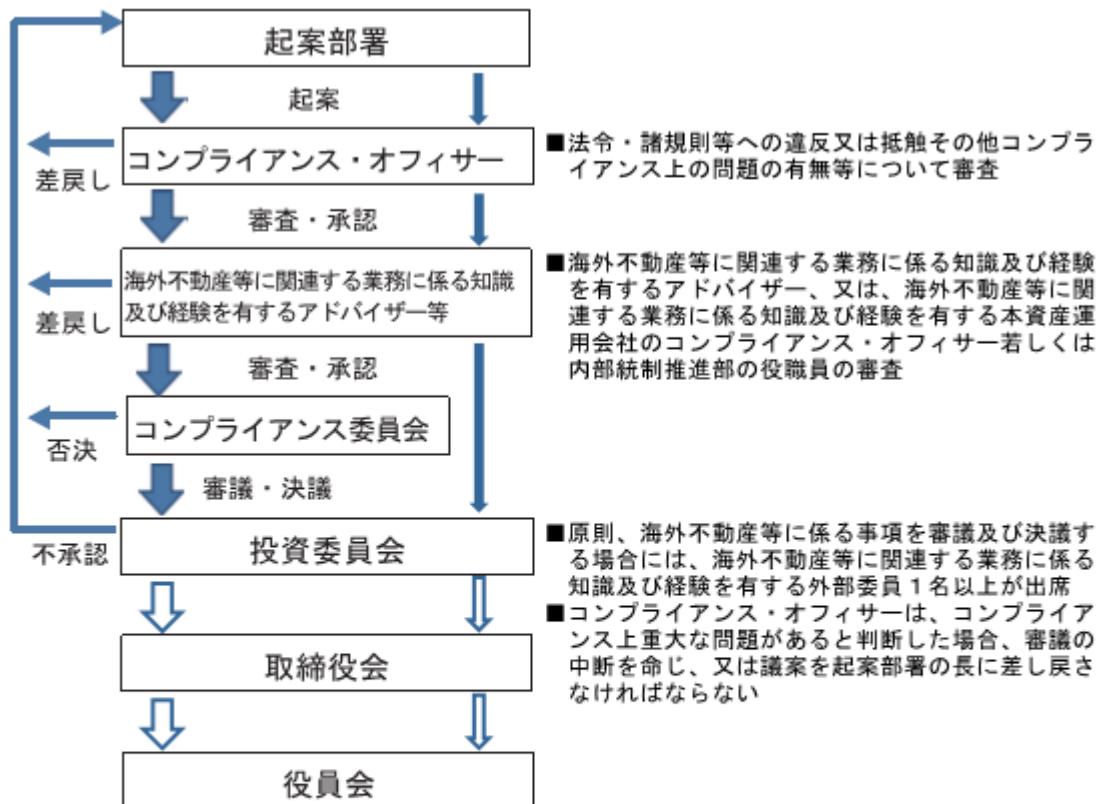 起案部署
起案
コンプライアンス・オフィサー
差戻し
■法令・諸規則等への違反又は抵触その他コンプラ
イアンス上の問題の有無等について審査
審査・承認
海外不動産等に関連する業務に係る知識
及び経験を有するアドバイザー等
差戻し
■海外不動産等に関連する業務に係る知識及び経験
を有するアドバイザー、又は、海外不動産等に関
連する業務に係る知識及び経験を有する本資産運
用会社のコンプライアンス・オフィサー若しくは
内部統制推進部の役職員の審査
審査・承認
コンプライアンス委員会
否決
審議・決議
投資委員会
不承認
■原則、海外不動産等に係る事項を審議及び決議す
る場合には、海外不動産等に関連する業務に係る
知識及び経験を有する外部委員１名以上が出席
■コンプライアンス・オフィサーは、コンプライア
ンス上重大な問題があると判断した場合、審議の
中断を命じ、又は議案を起案部署の長に差し戻さ
なければならない
取締役会
役員会